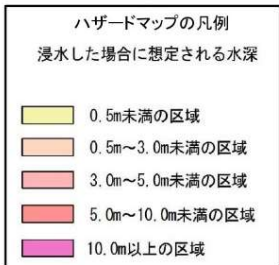 ハザードマップの凡例
浸水した場合に想定される水深
0.5m未満の区域
0.5m～3.0m未満の区域
3.0m～5.0m未満の区域
5.0m～10.0m未満の区域
10.0m以上の区域